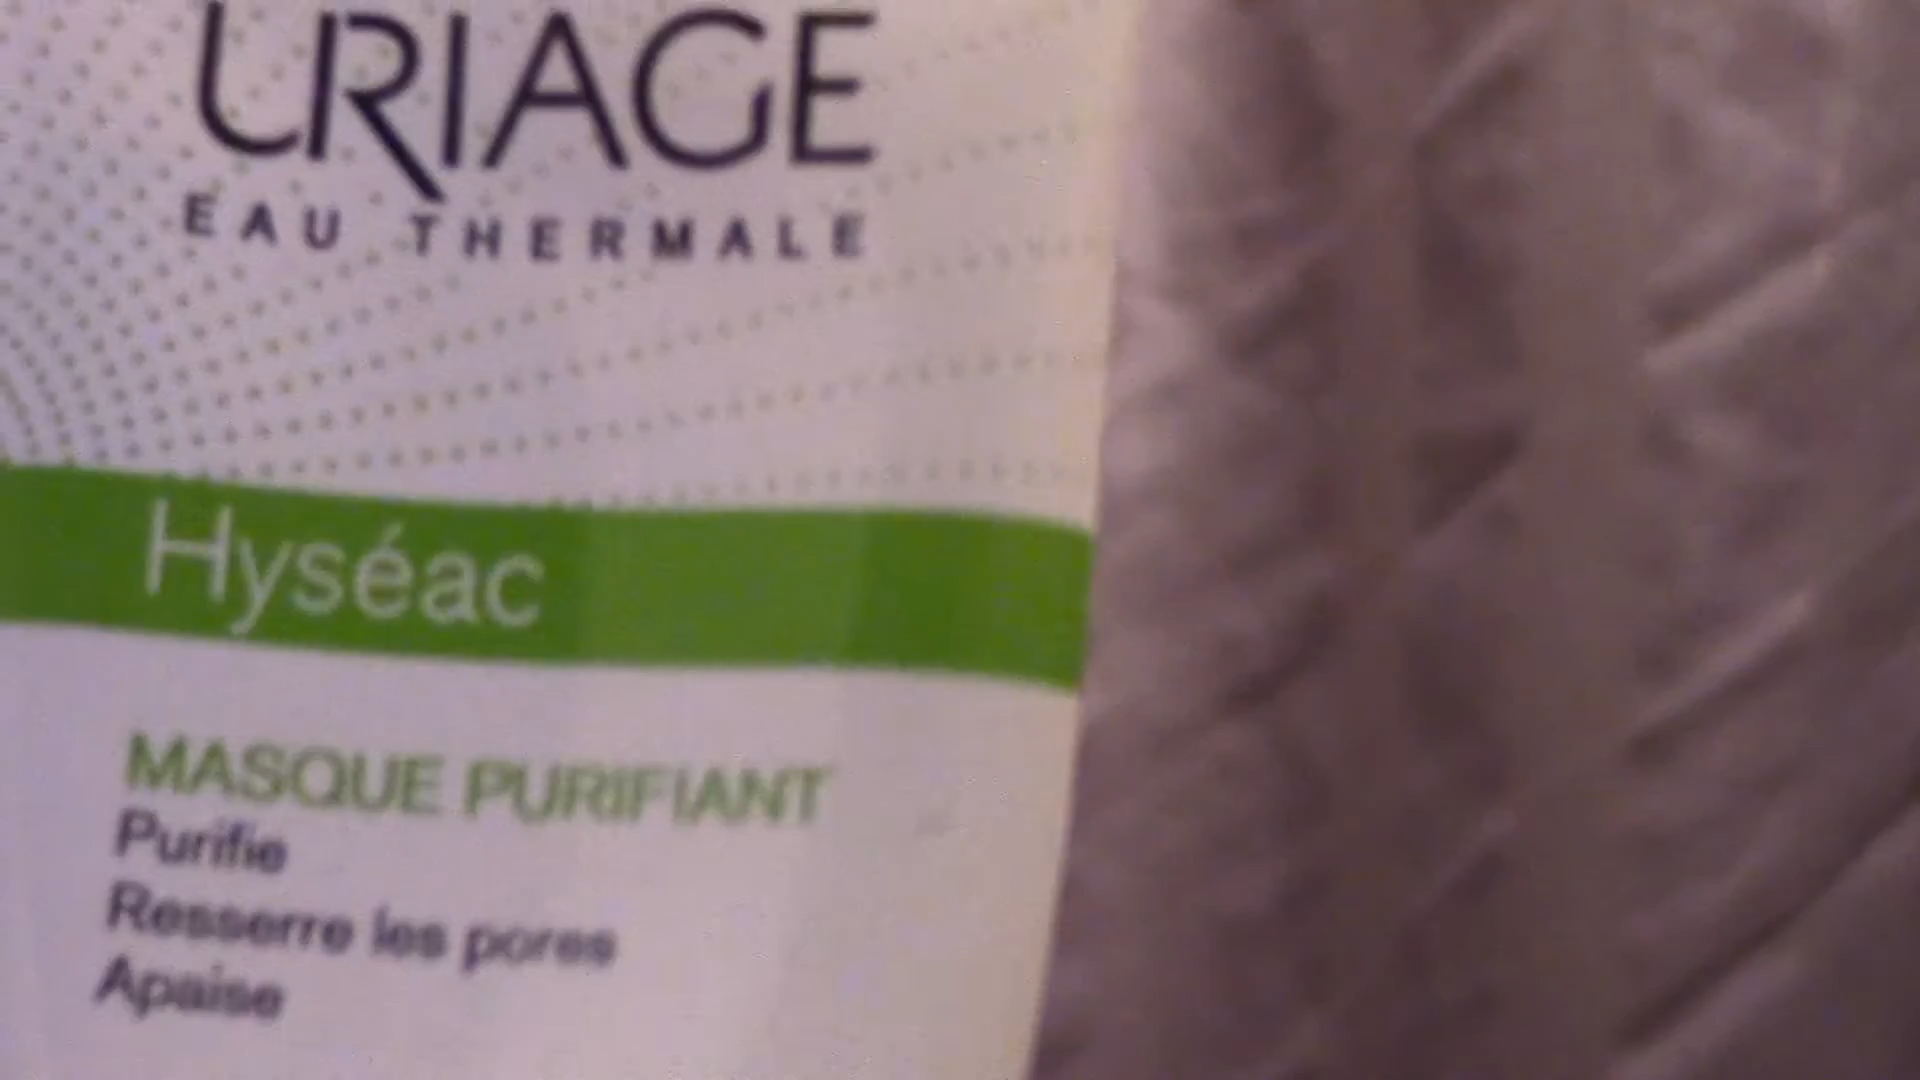 URIAGE
EAU THERMALE
Hyséac
MASQUE PURIFIANT
Purifie
Resserre les pores
Apaise